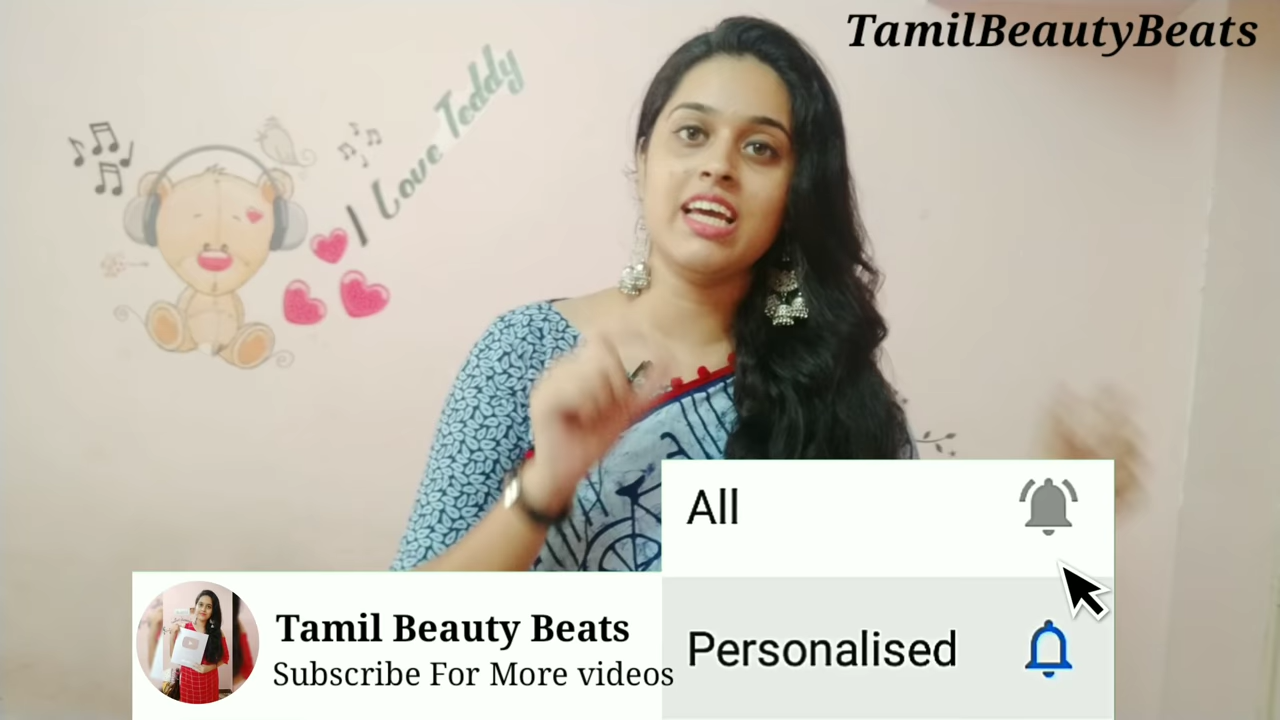 TamilBeautyBeats
I Love Teddy
All
Personalised
Tamil Beauty Beats
Subscribe For More videos